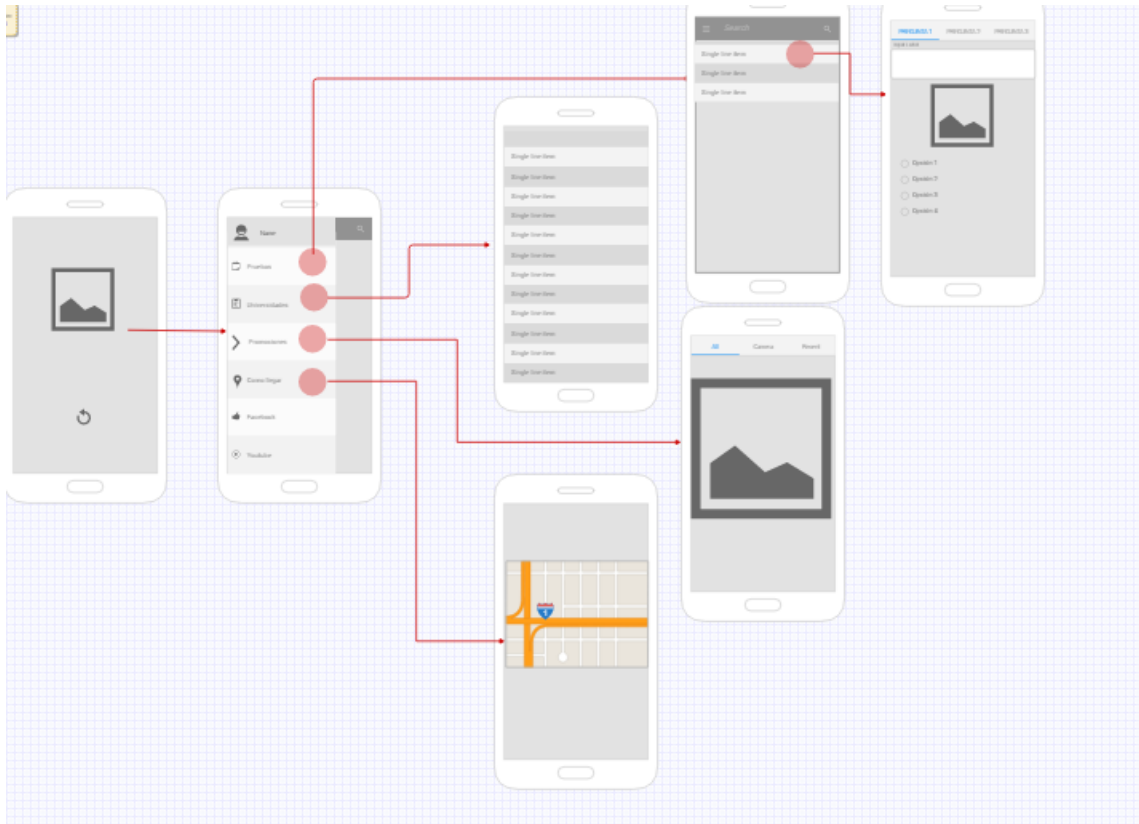 Name
Pruebas
Universidades
Promociones
Como llegar
Facebook
Youtube
Single line item
Single line item
Single line item
Single line item
Single line item
Single line item
Single line item
Single line item
Single line item
Single line item
Single line item
Single line item
Search
Single line item
Single line item
Single line item
Input Label
Opción 1
Opción 2
Opción 3
Opción 4
All
Camera
Recent